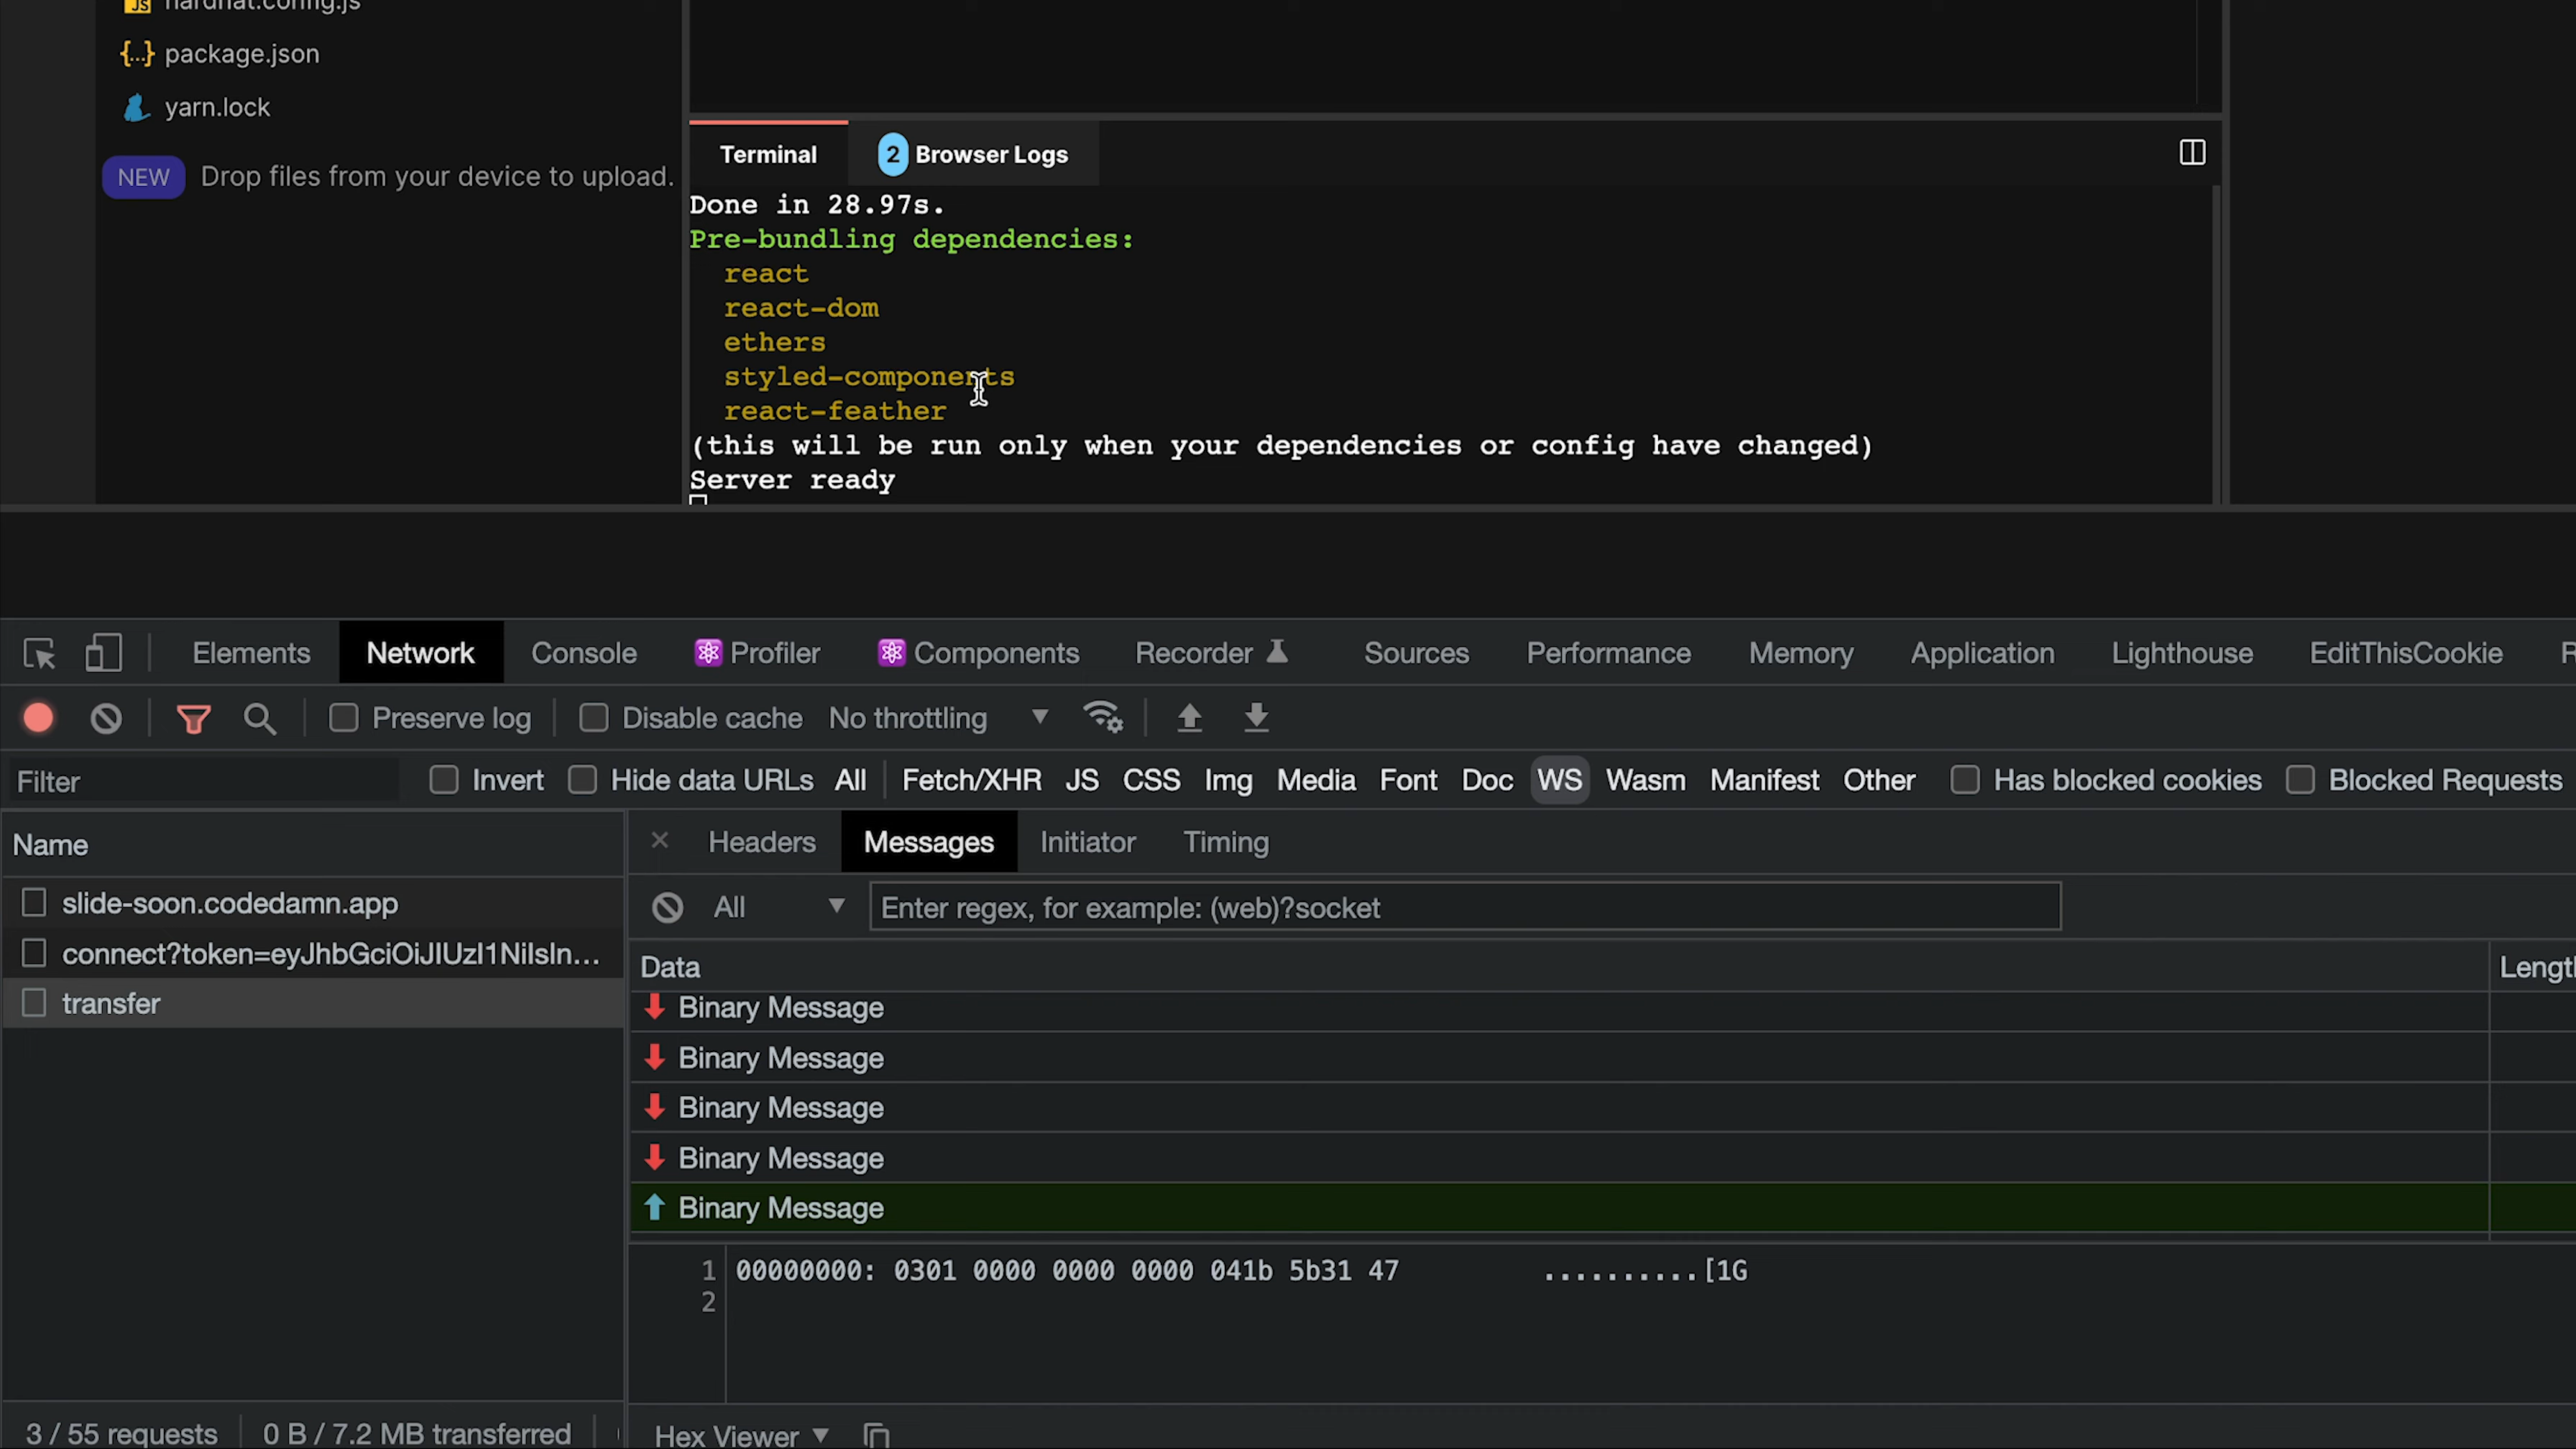 hardhat.config.js
package.json
yarn.lock
NEW Drop files from your device to upload.
Terminal 2 Browser Logs
Done in 28.97s.
Pre-bundling dependencies:
react
react-dom
ethers
styled-components
react-feather
(this will be run only when your dependencies or config have changed)
Server ready
Elements Network Console Profiler Components Recorder Sources Performance Memory Application Lighthouse EditThisCookie
Preserve log Disable cache No throttling
Filter Invert Hide data URLs All Fetch/XHR JS CSS Img Media Font Doc WS Wasm Manifest Other Has blocked cookies Blocked Requests
Name
slide-soon.codedamn.app
connect?token=eyJhbGciOiJIUzI1NiIsIn...
transfer
3 / 55 requests 0 B / 7.2 MB transferred
Headers Messages Initiator Timing
All Enter regex, for example: (web)?socket
Data
Binary Message
Binary Message
Binary Message
Binary Message
Binary Message
1 00000000: 0301 0000 0000 0000 041b 5b31 47 ..........[1G
2
Hex Viewer